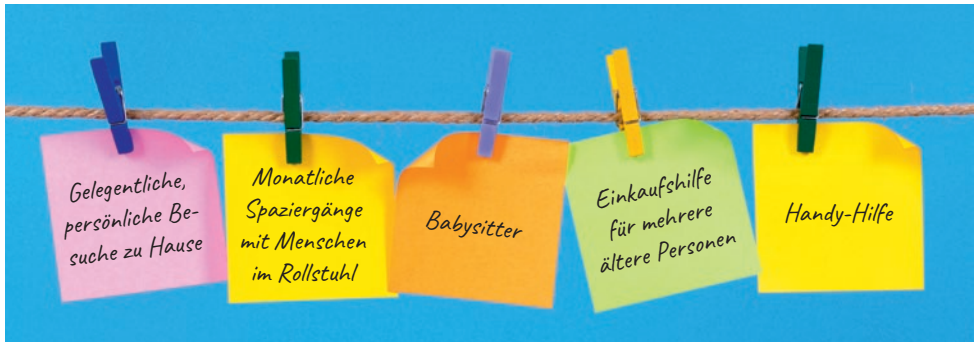 Gelegentliche,
persönliche Be-
suche zu Hause
Monatliche
Spaziergänge
mit Menschen
im Rollstuhl
Babysitter
Einkaufshilfe
für mehrere
ältere Personen
Handy-Hilfe